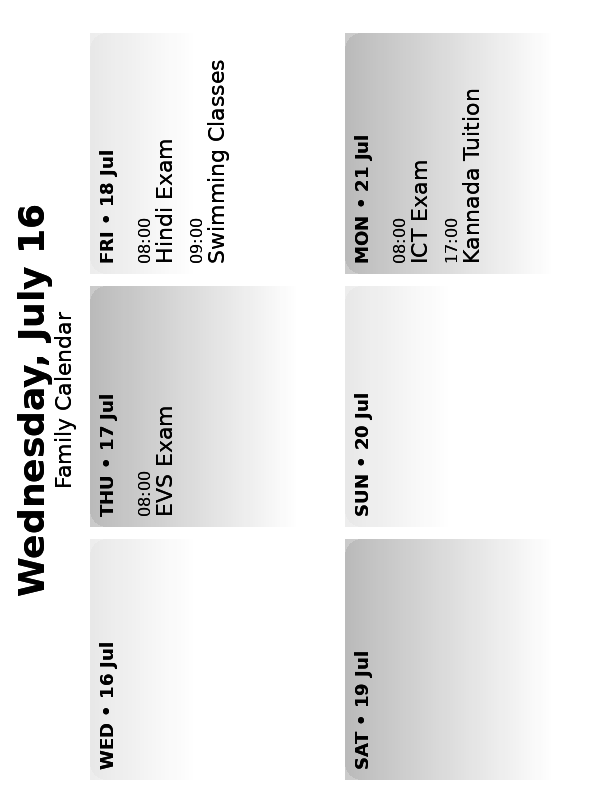 Wednesday, July 16
Family Calendar
WED • 16 Jul
THU • 17 Jul
08:00
EVS Exam
FRI • 18 Jul
08:00
Hindi Exam
09:00
Swimming Classes
SAT • 19 Jul
SUN • 20 Jul
MON • 21 Jul
08:00
ICT Exam
17:00
Kannada Tuition